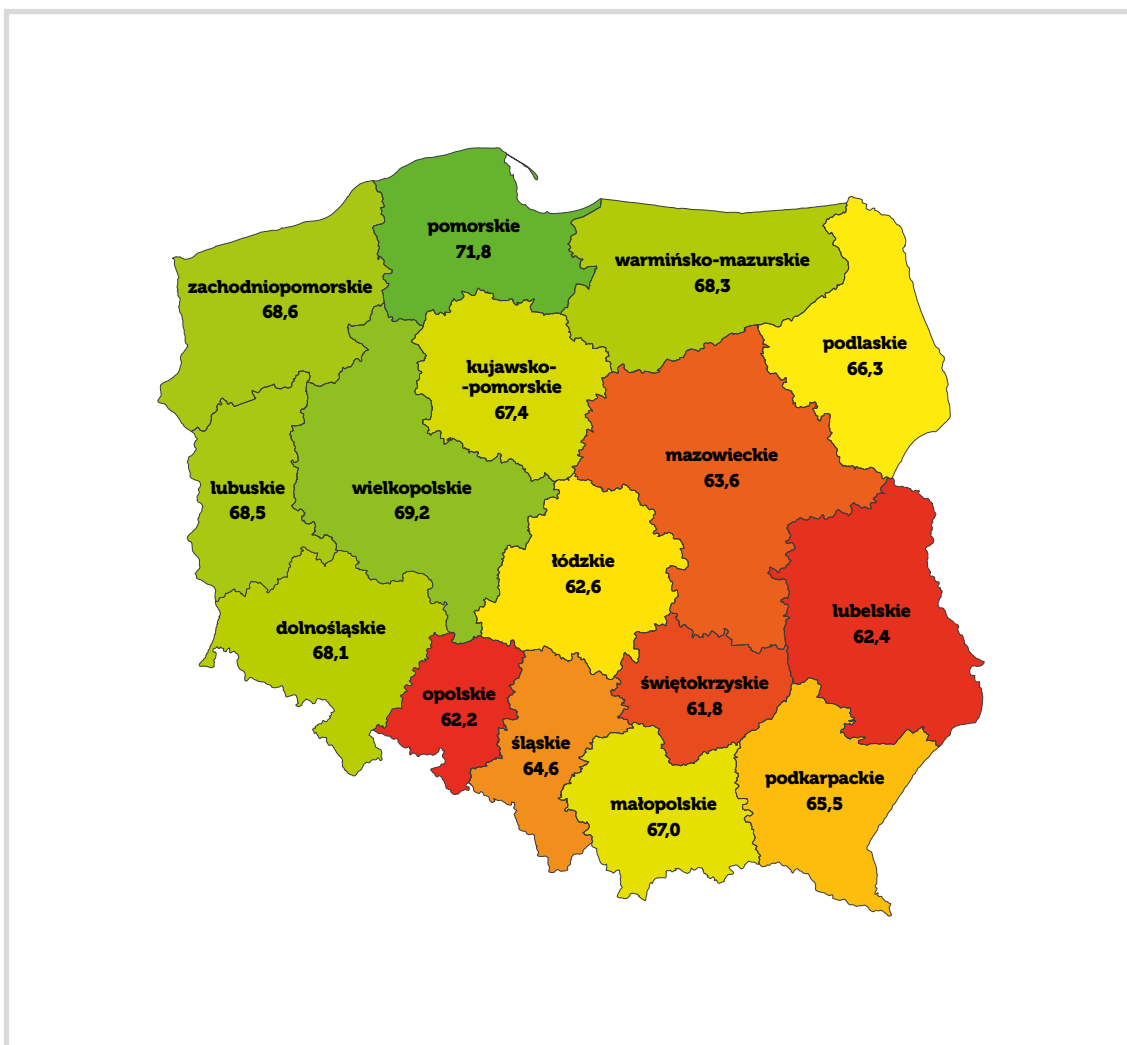 pomorskie
71,8
warmińsko-mazurskie
68,3
zachodniopomorskie
68,6
podlaskie
66,3
kujawsko-
-pomorskie
67,4
mazowieckie
63,6
lubuskie
68,5
wielkopolskie
69,2
łódzkie
62,6
lubelskie
62,4
dolnośląskie
68,1
opolskie
62,2
świętokrzyskie
61,8
śląskie
64,6
podkarpackie
65,5
małopolskie
67,0